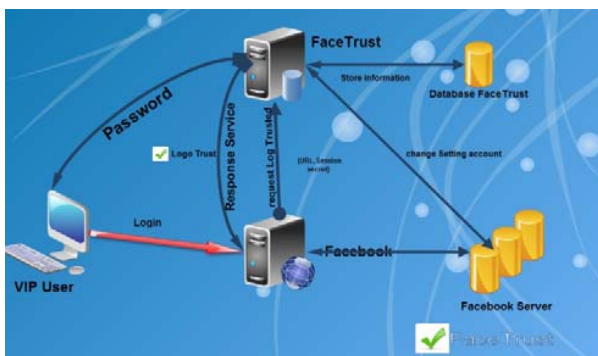 FaceTrust
Store Information
Database FaceTrust
Password
Logo Trust
Response Service
request Log Trusted
(URL,Session
secret)
change Setting account
Login
VIP User
Facebook
Facebook Server
FaceTrust